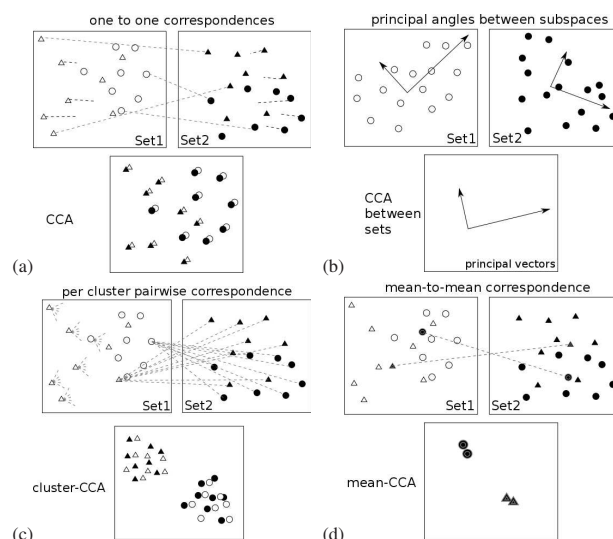 one to one correspondences
Set1
Set2
CCA
(a)
principal angles between subspaces
Set1
Set2
CCA
between
sets
principal vectors
(b)
per cluster pairwise correspondence
Set1
Set2
cluster-CCA
(c)
mean-to-mean correspondence
Set1
Set2
mean-CCA
(d)